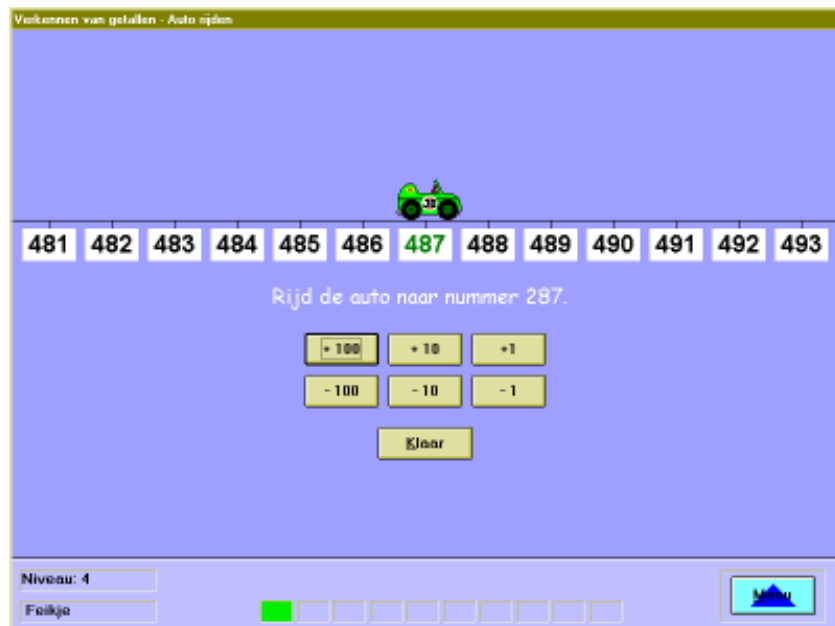 Verkennen van getallen - Auto rijden
481 482 483 484 485 486 487 488 489 490 491 492 493
Rijd de auto naar nummer 287.
+ 100 + 10 +1
- 100 - 10 - 1
Klaar
Niveau: 4
Feikje
Menu